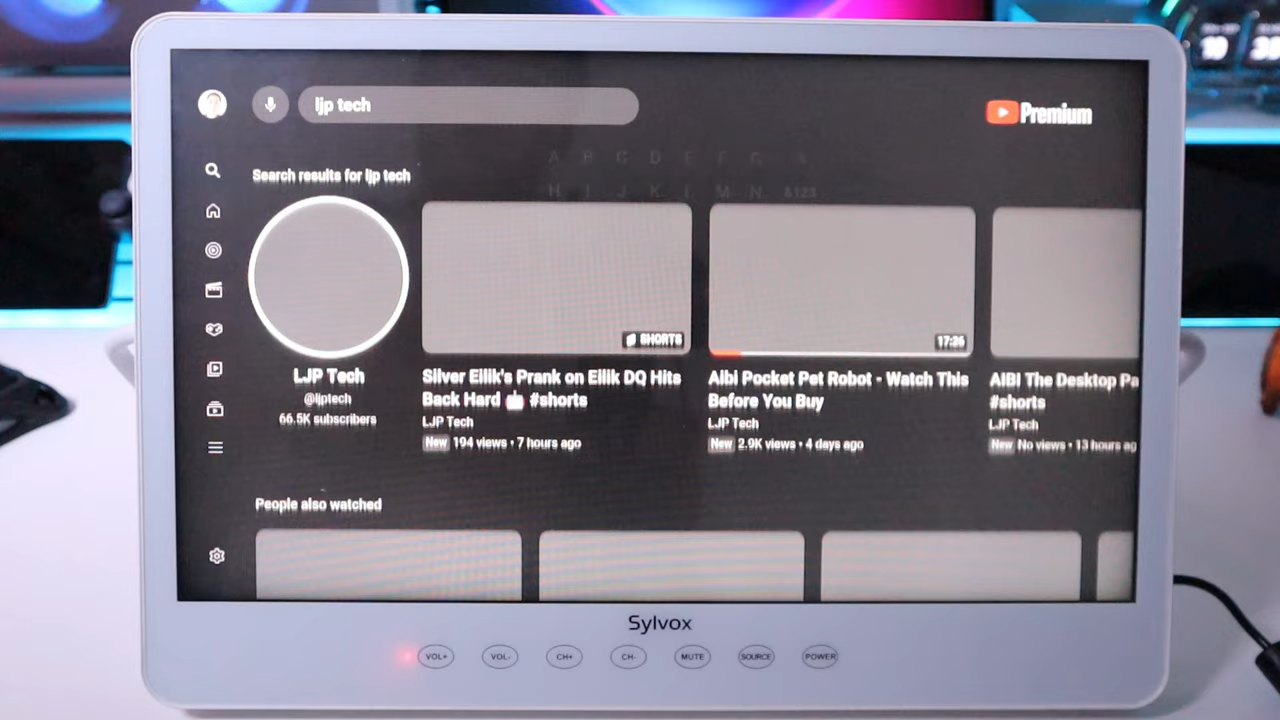 ljp tech
Premium
A B C D E F G
H I J K L M N &123
Search results for ljp tech
SHORTS
17:26
LJP Tech
@ljptech
66.5K subscribers
Silver Eilik's Prank on Eilik DQ Hits
Back Hard 🤖 #shorts
LJP Tech
New 194 views • 7 hours ago
Aibi Pocket Pet Robot - Watch This
Before You Buy
LJP Tech
New 2.9K views • 4 days ago
AIBI The Desktop Pa
#shorts
LJP Tech
New No views • 13 hours ag
People also watched
Sylvox
VOL+ VOL- CH+ CH- MUTE SOURCE POWER